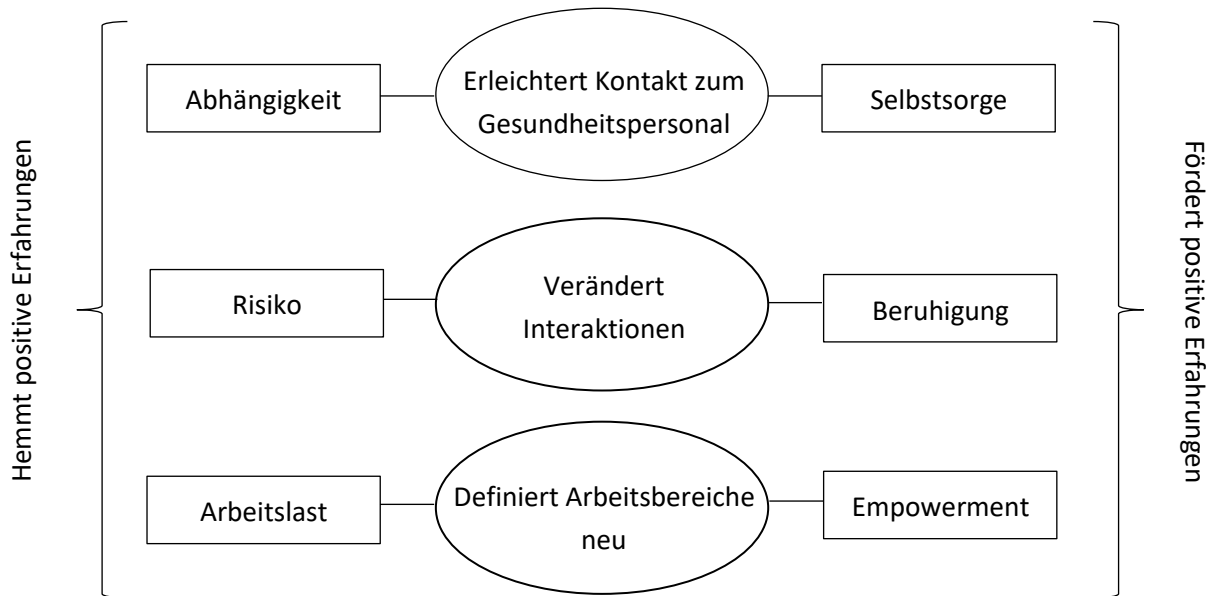 Hemmt positive Erfahrungen
Abhängigkeit
Erleichtert Kontakt zum
Gesundheitspersonal
Selbstsorge
Risiko
Verändert
Interaktionen
Beruhigung
Arbeitslast
Definiert Arbeitsbereiche
neu
Empowerment
Fördert positive Erfahrungen